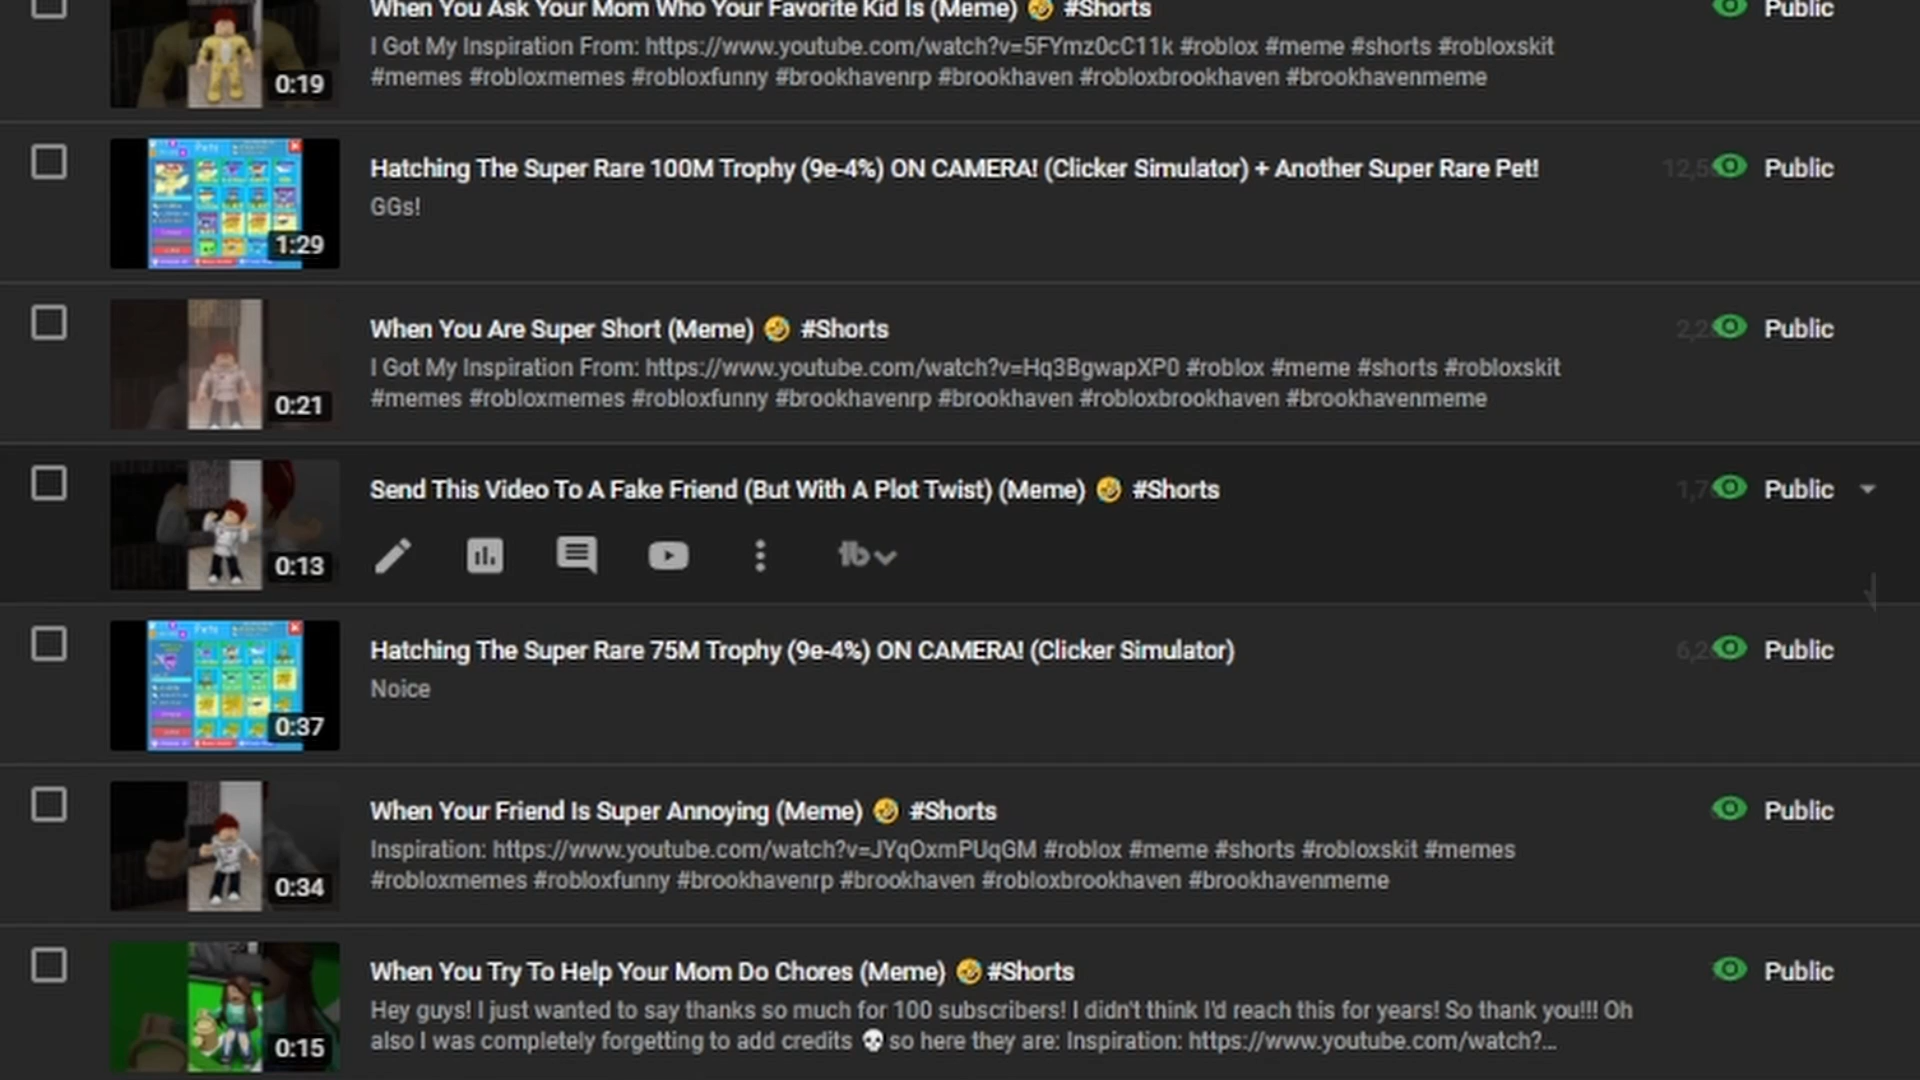 When You Ask Your Mom Who Your Favorite Kid Is (Meme) 🤣 #Shorts
Public
I Got My Inspiration From: https://www.youtube.com/watch?v=5FYmz0cC11k #roblox #meme #shorts #robloxskit
#memes #robloxmemes #robloxfunny #brookhavenrp #brookhaven #robloxbrookhaven #brookhavenmeme
0:19
Hatching The Super Rare 100M Trophy (9e-4%) ON CAMERA! (Clicker Simulator) + Another Super Rare Pet!
Public
GGs!
Pets
1:29
When You Are Super Short (Meme) 🤣 #Shorts
Public
I Got My Inspiration From: https://www.youtube.com/watch?v=Hq3BgwapXP0 #roblox #meme #shorts #robloxskit
#memes #robloxmemes #robloxfunny #brookhavenrp #brookhaven #robloxbrookhaven #brookhavenmeme
0:21
Send This Video To A Fake Friend (But With A Plot Twist) (Meme) 🤣 #Shorts
Public
0:13
Hatching The Super Rare 75M Trophy (9e-4%) ON CAMERA! (Clicker Simulator)
Public
Noice
Pets
0:37
When Your Friend Is Super Annoying (Meme) 🤣 #Shorts
Public
Inspiration: https://www.youtube.com/watch?v=JYqOxmPUqGM #roblox #meme #shorts #robloxskit #memes
#robloxmemes #robloxfunny #brookhavenrp #brookhaven #robloxbrookhaven #brookhavenmeme
0:34
When You Try To Help Your Mom Do Chores (Meme) 🤣#Shorts
Public
Hey guys! I just wanted to say thanks so much for 100 subscribers! I didn't think I'd reach this for years! So thank you!!! Oh
also I was completely forgetting to add credits 💀so here they are: Inspiration: https://www.youtube.com/watch?...
0:15